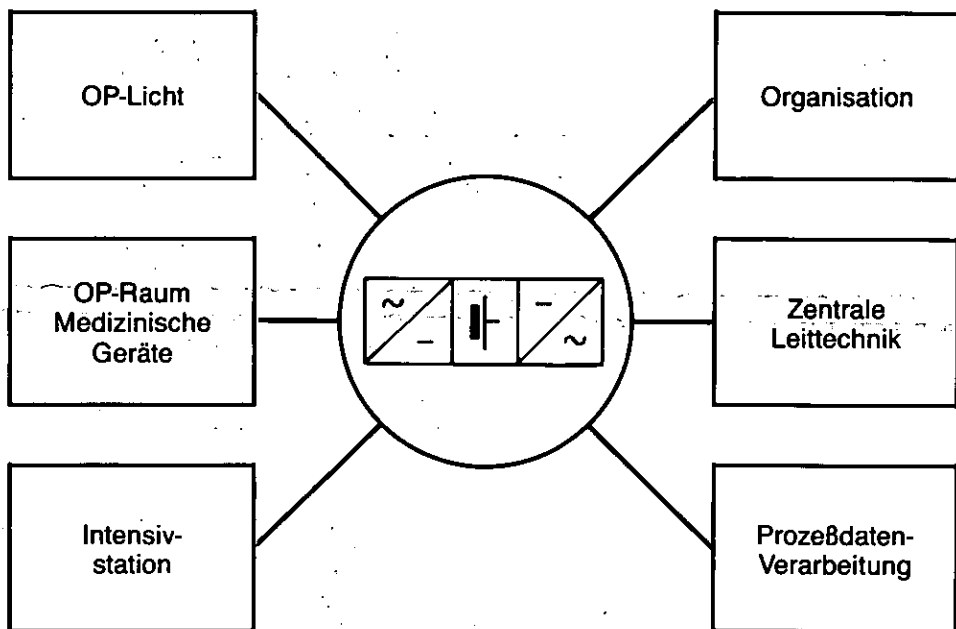 OP-Licht
Organisation
OP-Raum
Medizinische
Geräte
Zentrale
Leittechnik
Intensiv-
station
Prozeßdaten-
Verarbeitung